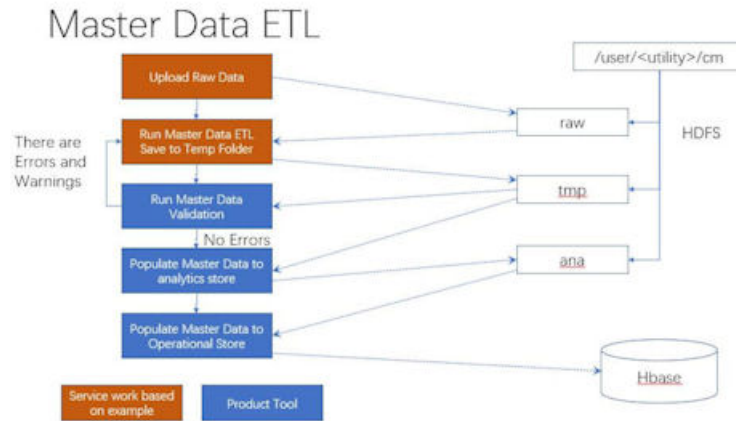 Master Data ETL
/user/<utility>/cm
Upload Raw Data
raw
HDFS
There are
Errors and
Warnings
Run Master Data ETL
Save to Temp Folder
tmp
Run Master Data
Validation
No Errors
ana
Populate Master Data to
analytics store
Populate Master Data to
Operational Store
Hbase
Service work based
on example
Product Tool